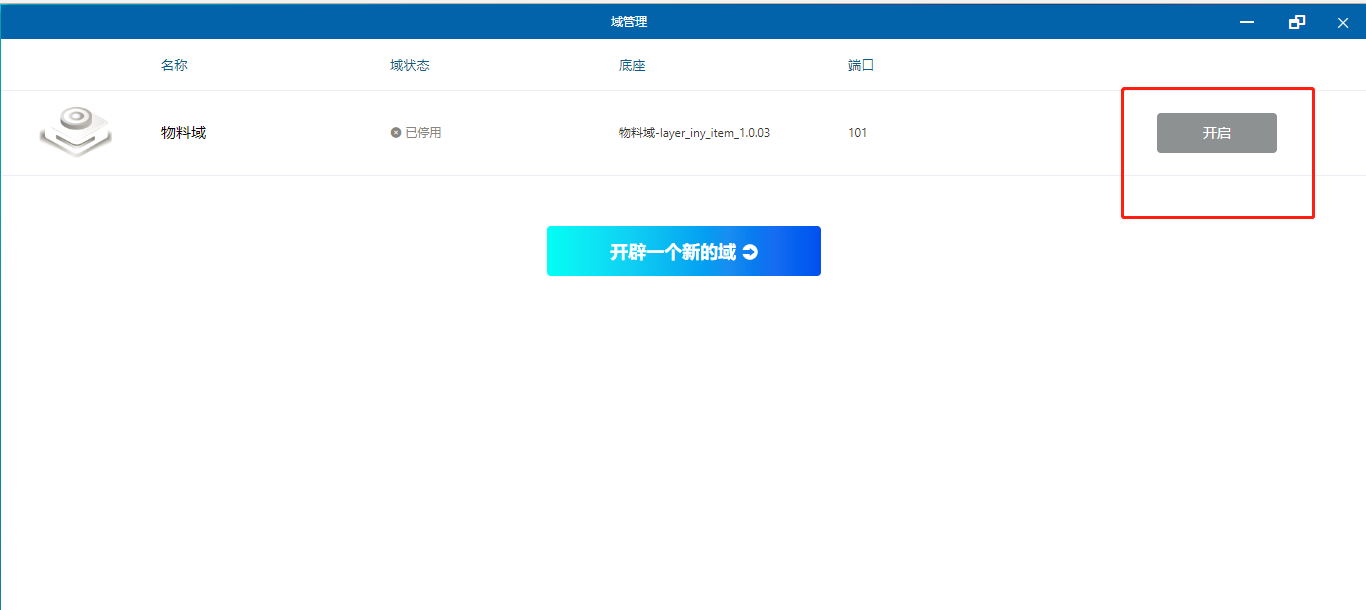 域管理
名称 域状态 底座 端口
物料域 已停用 物料域-layer_iny_item_1.0.03 101 开启
开辟一个新的域